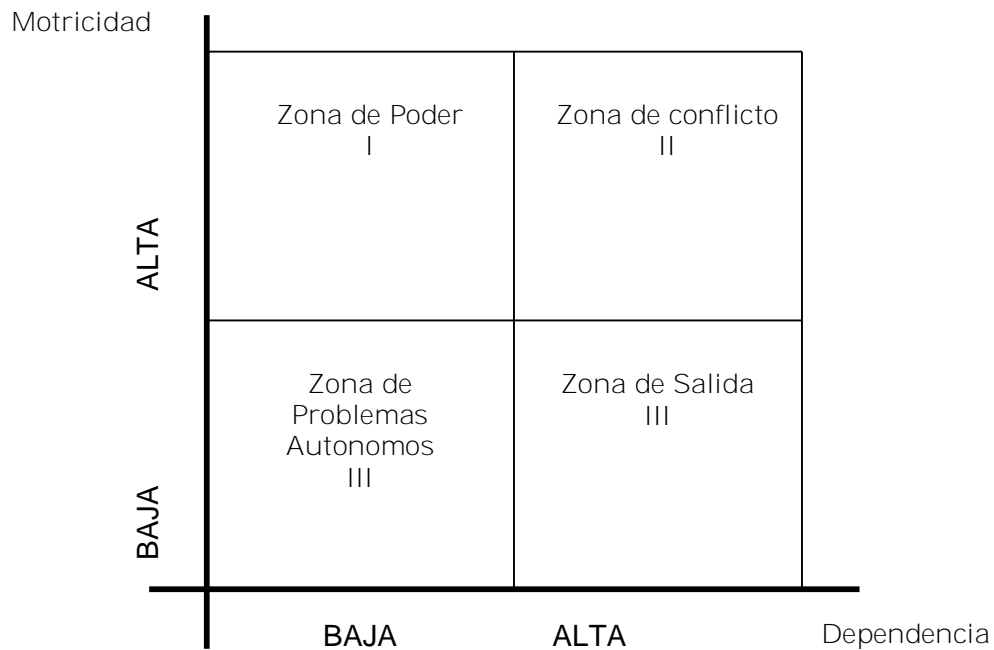 Motricidad
Zona de Poder
I
Zona de conflicto
II
ALTA
Zona de
Problemas
Autonomos
III
Zona de Salida
III
BAJA
BAJA
ALTA
Dependencia